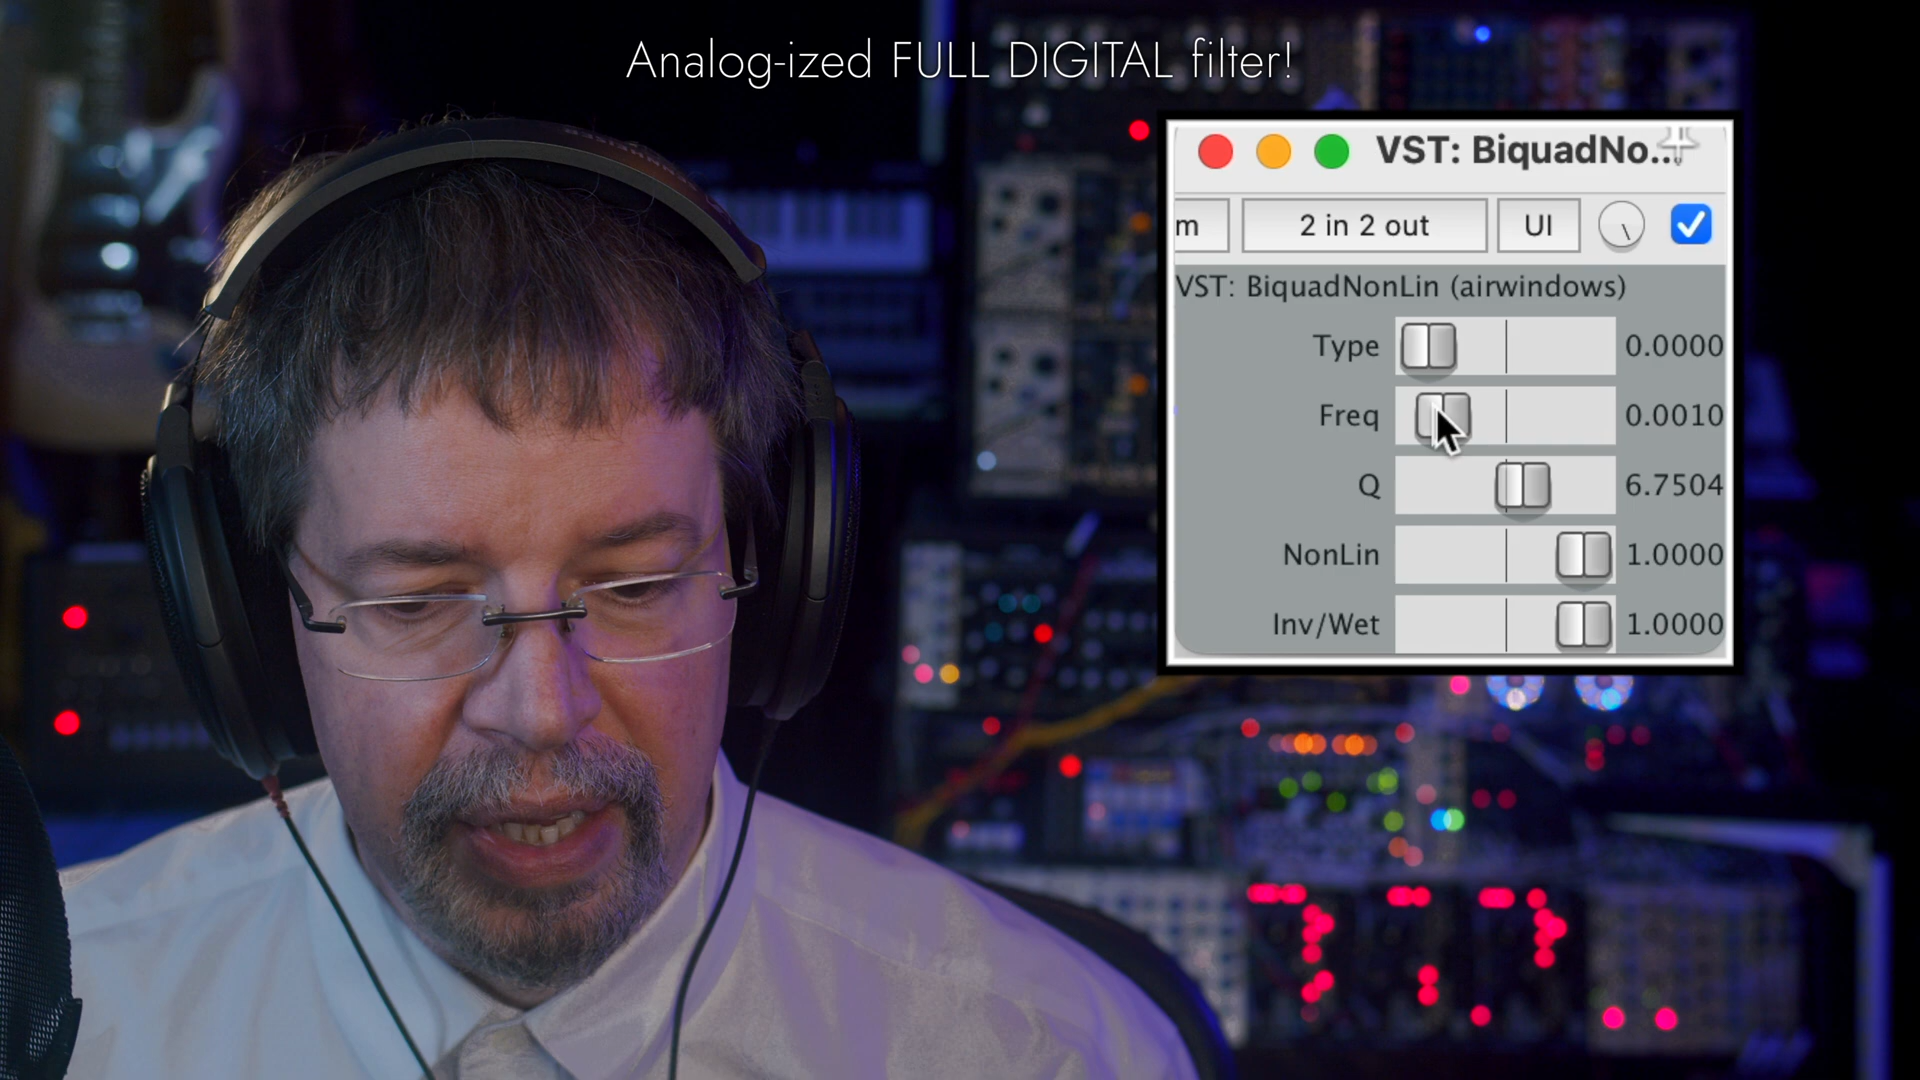 Analog-ized FULL DIGITAL filter!
VST: BiquadNo...
m 2 in 2 out UI
VST: BiquadNonLin (airwindows)
Type 0.0000
Freq 0.0010
Q 6.7504
NonLin 1.0000
Inv/Wet 1.0000